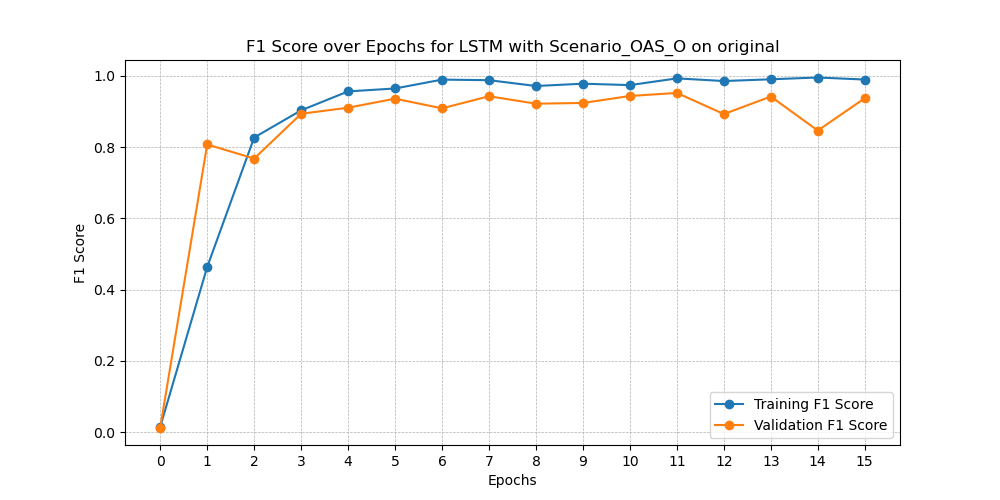 F1 Score over Epochs for LSTM with Scenario_OAS_O on original
F1 Score
1.0
0.8
0.6
0.4
0.2
0.0
Training F1 Score
Validation F1 Score
0 1 2 3 4 5 6 7 8 9 10 11 12 13 14 15
Epochs